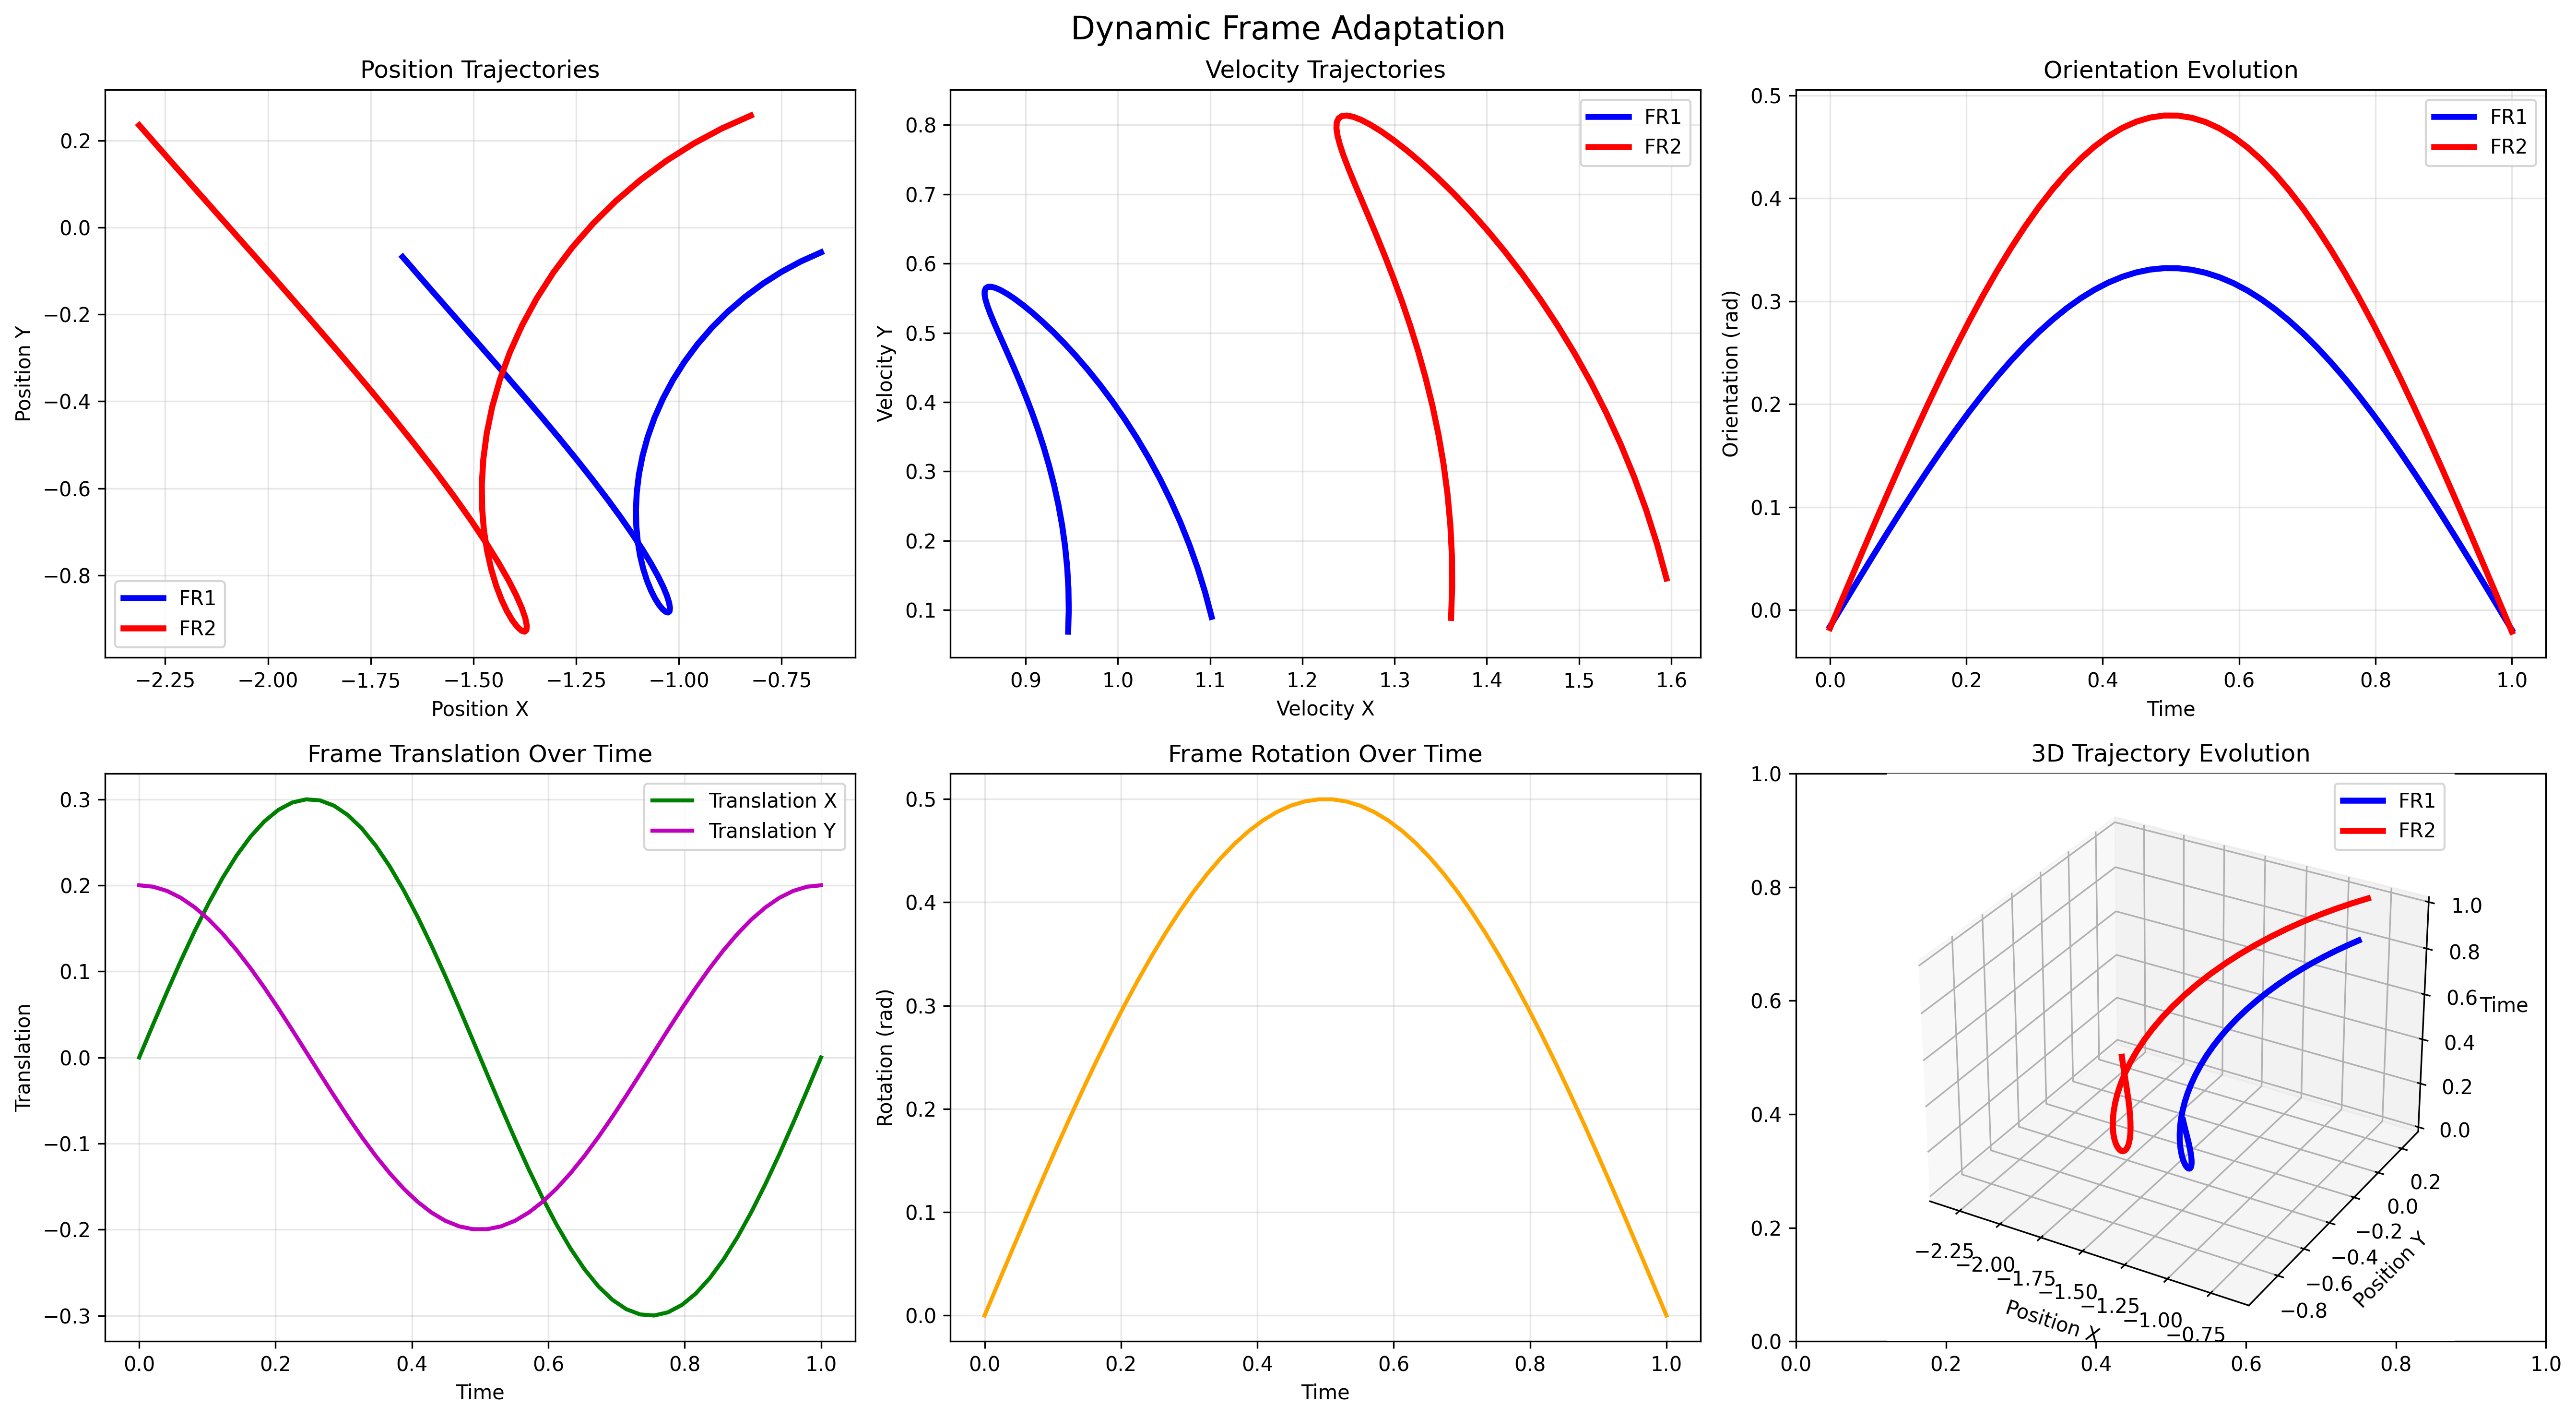 Dynamic Frame Adaptation
Position Trajectories
0.2
0.0
−0.2
−0.4
−0.6
−0.8
Position Y
FR1
FR2
−2.25 −2.00 −1.75 −1.50 −1.25 −1.00 −0.75
Position X
Velocity Trajectories
0.8
0.7
0.6
0.5
0.4
0.3
0.2
0.1
Velocity Y
FR1
FR2
0.9 1.0 1.1 1.2 1.3 1.4 1.5 1.6
Velocity X
Orientation Evolution
0.5
0.4
0.3
0.2
0.1
0.0
Orientation (rad)
FR1
FR2
0.0 0.2 0.4 0.6 0.8 1.0
Time
Frame Translation Over Time
0.3
0.2
0.1
0.0
−0.1
−0.2
−0.3
Translation
Translation X
Translation Y
0.0 0.2 0.4 0.6 0.8 1.0
Time
Frame Rotation Over Time
0.5
0.4
0.3
0.2
0.1
0.0
Rotation (rad)
0.0 0.2 0.4 0.6 0.8 1.0
Time
3D Trajectory Evolution
1.0
0.8
0.6
0.4
0.2
0.0
FR1
FR2
1.0
0.8
0.6
0.4
0.2
0.0
Time
0.2
0.0
−0.2
−0.4
−0.6
−0.8
Position Y
−2.25
−2.00
−1.75
−1.50
−1.25
−1.00
−0.75
Position X
0.0 0.2 0.4 0.6 0.8 1.0